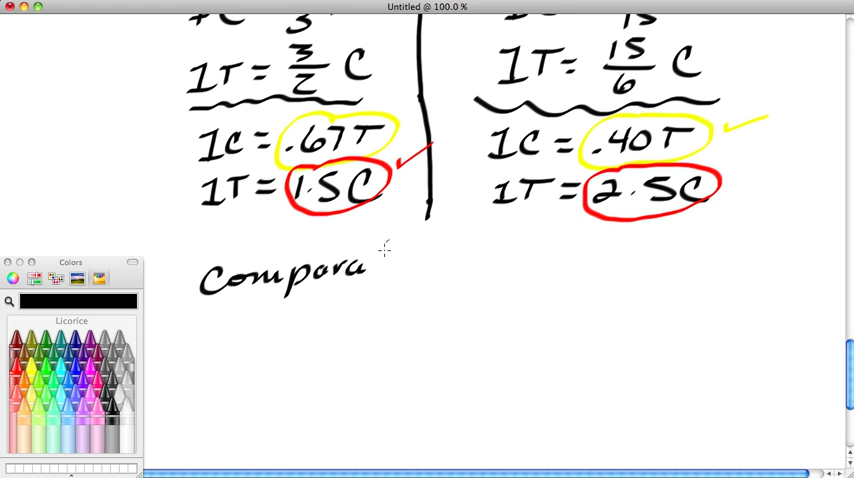 Untitled @ 100.0 %
1T = 3/2 C
1C = .67T
1T = 1.5C
1T = 15/6 C
1C = .40T
1T = 2.5C
Compara
Colors
Licorice